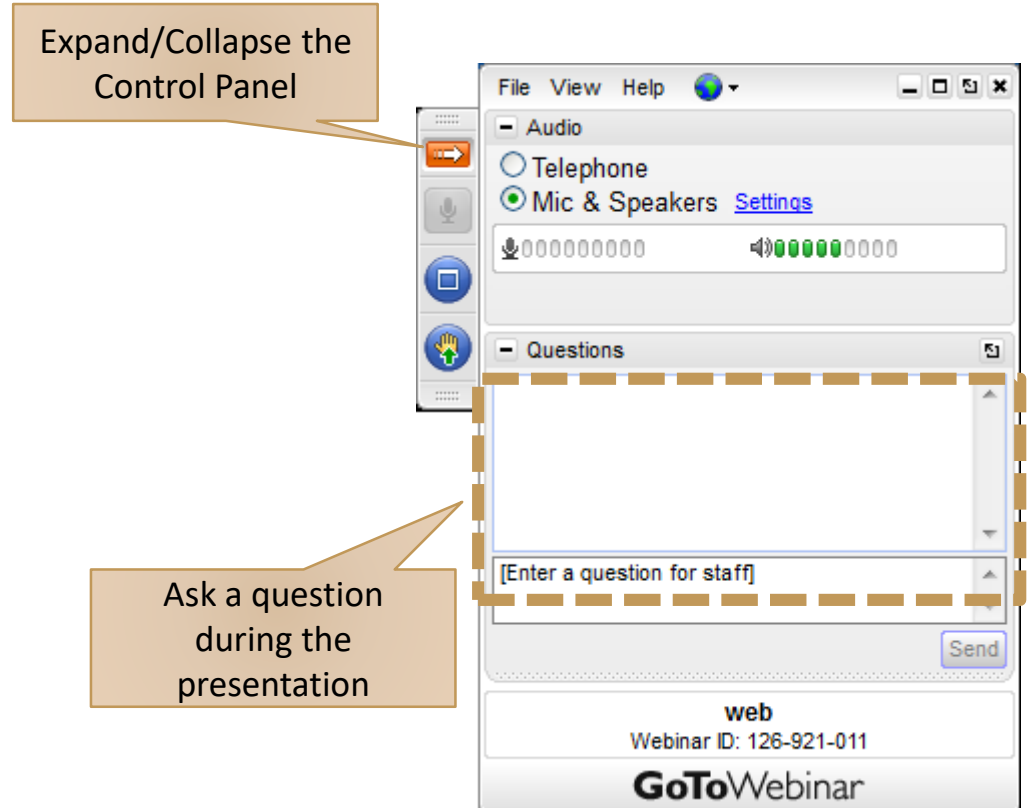 Expand/Collapse the
Control Panel
File View Help
Audio
Telephone
Mic & Speakers Settings
Questions
[Enter a question for staff]
Ask a question
during the
presentation
Send
web
Webinar ID: 126-921-011
GoToWebinar